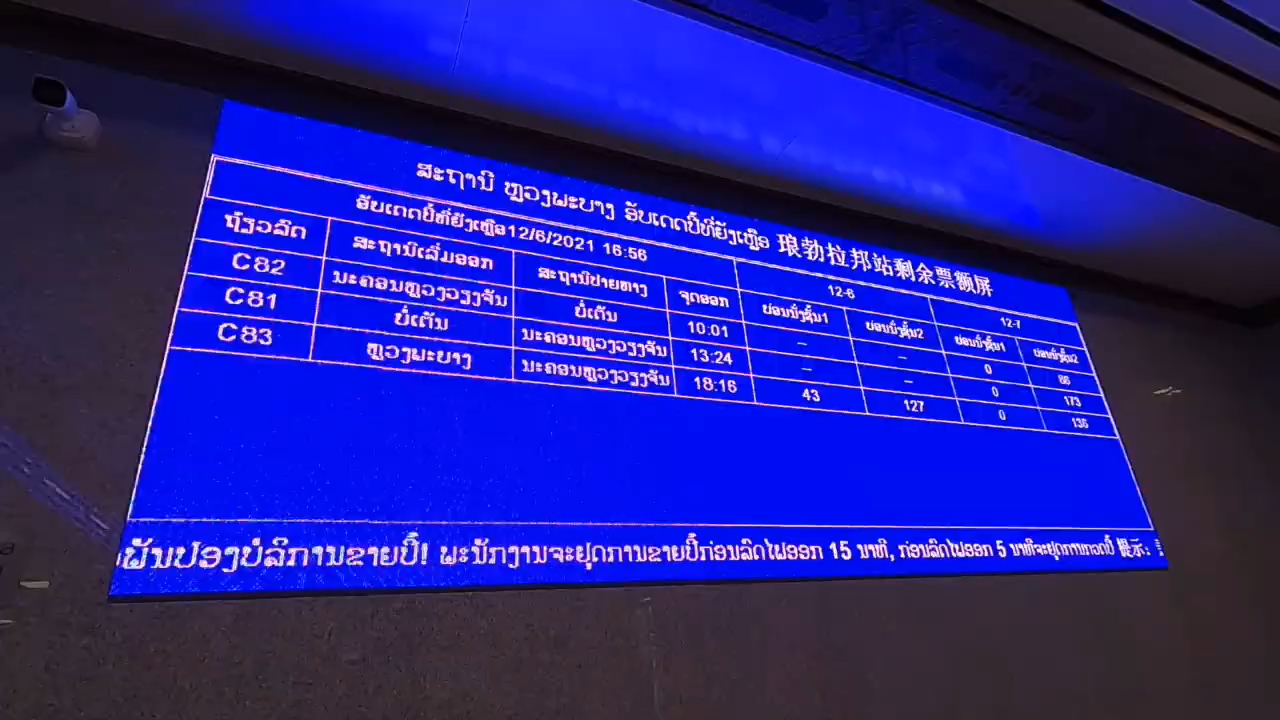 ສະຖານີ ຫຼວງພະບາງ ອັບເດດປີ້ທີ່ຍັງເຫຼືອ 琅勃拉邦站剩余票额屏
ອັບເດດປີ້ທີ່ຍັງເຫຼືອ12/6/2021 16:56
12-6 12-7
ຖ້ຽວລົດ ສະຖານີເລີ່ມອອກ ສະຖານີປາຍທາງ ຈຸດອອກ ບ່ອນນັ່ງຊັ້ນ1 ບ່ອນນັ່ງຊັ້ນ2 ບ່ອນນັ່ງຊັ້ນ1 ບ່ອນນັ່ງຊັ້ນ2
C82 ນະຄອນຫຼວງວຽງຈັນ ບໍ່ເຕັນ 10:01 – – 0 86
C81 ບໍ່ເຕັນ ນະຄອນຫຼວງວຽງຈັນ 13:24 – – 0 173
C83 ຫຼວງພະບາງ ນະຄອນຫຼວງວຽງຈັນ 18:16 43 127 0 136
ພັນປ່ອງບໍລິການຂາຍປີ້! ພະນັກງານຈະຢຸດການຂາຍປີ້ກ່ອນລົດໄຟອອກ 15 ນາທີ, ກ່ອນລົດໄຟອອກ 5 ນາທີຈະຢຸດການກວດປີ້ 提示: